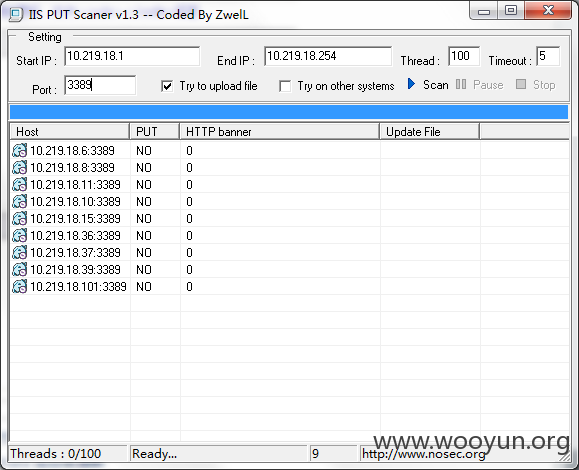 IIS PUT Scaner v1.3 -- Coded By ZwelL
Setting
Start IP : 10.219.18.1 End IP : 10.219.18.254 Thread : 100 Timeout : 5
Port : 3389 Try to upload file Try on other systems Scan Pause Stop
Host PUT HTTP banner Update File
10.219.18.6:3389 NO 0
10.219.18.8:3389 NO 0
10.219.18.11:3389 NO 0
10.219.18.10:3389 NO 0
10.219.18.15:3389 NO 0
10.219.18.36:3389 NO 0
10.219.18.37:3389 NO 0
10.219.18.39:3389 NO 0
10.219.18.101:3389 NO 0
www.wooyun.org
Threads : 0/100 Ready... 9 http://www.nosec.org